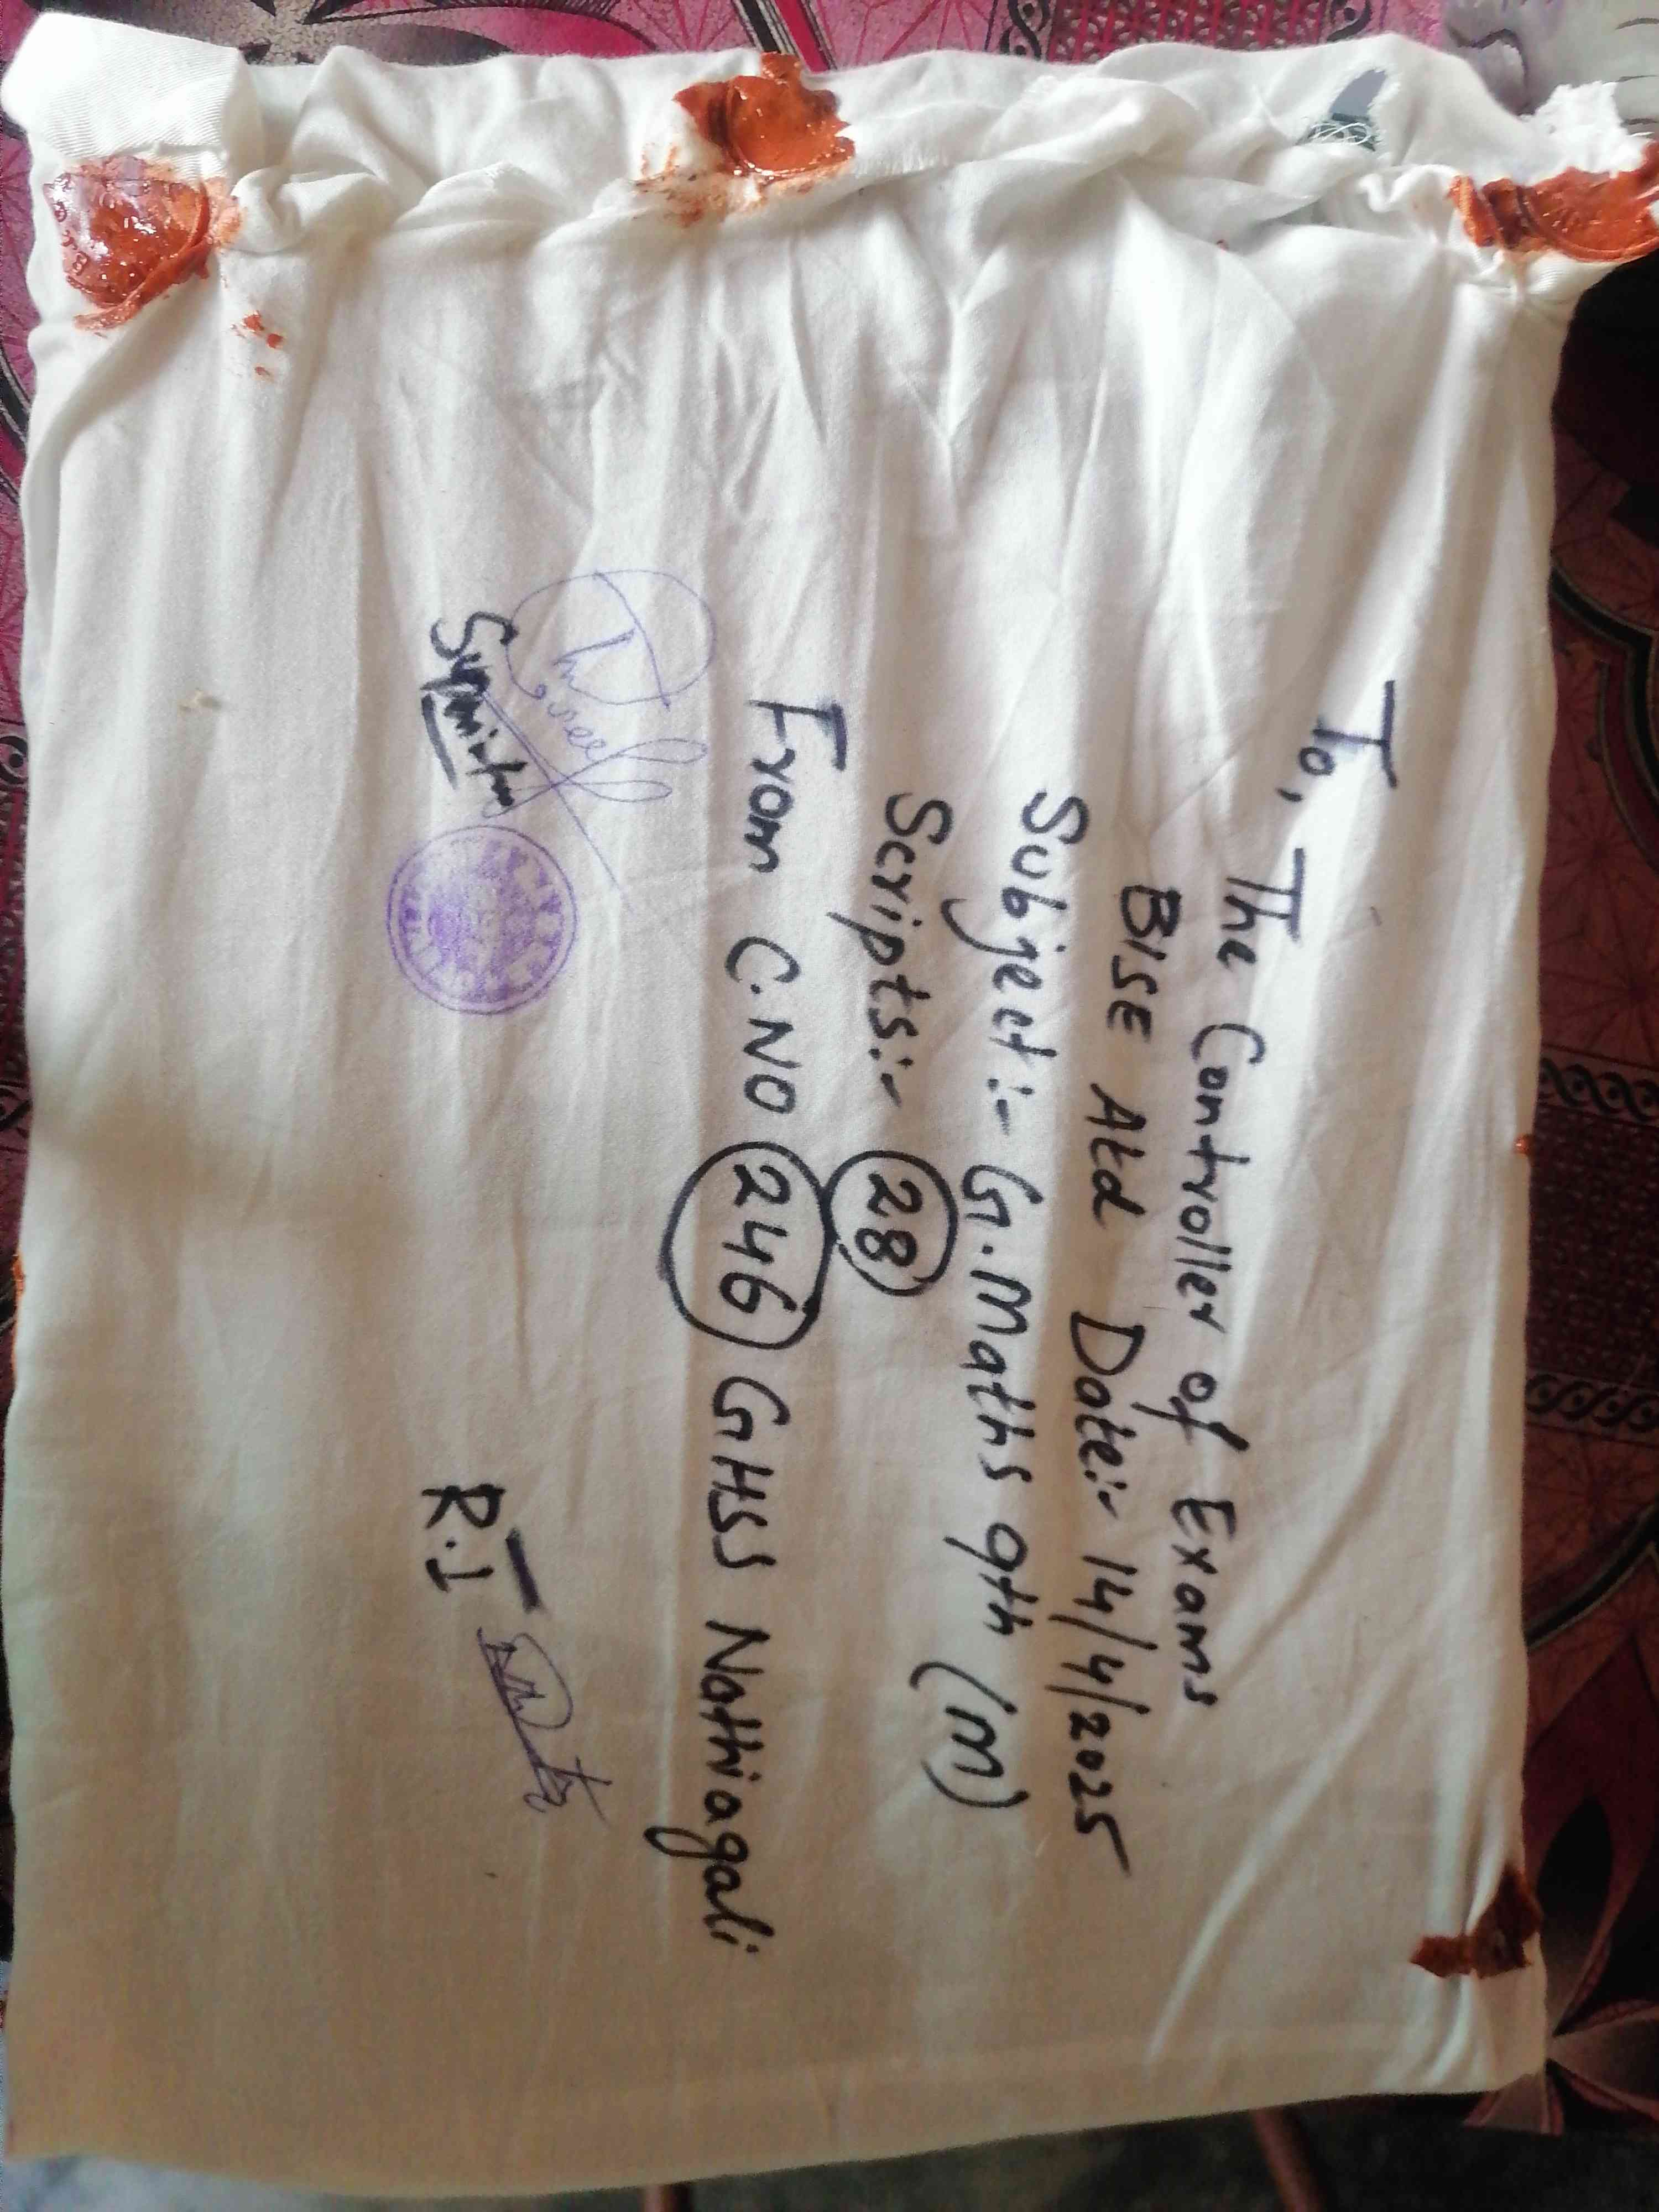 To, The Controller of Exams
BISE Atd Date:- 14/4/2025
Subject:- G.Maths 9th (M)
Scripts:- 28
From C.NO 246 GHSS Nathiagali
R.I